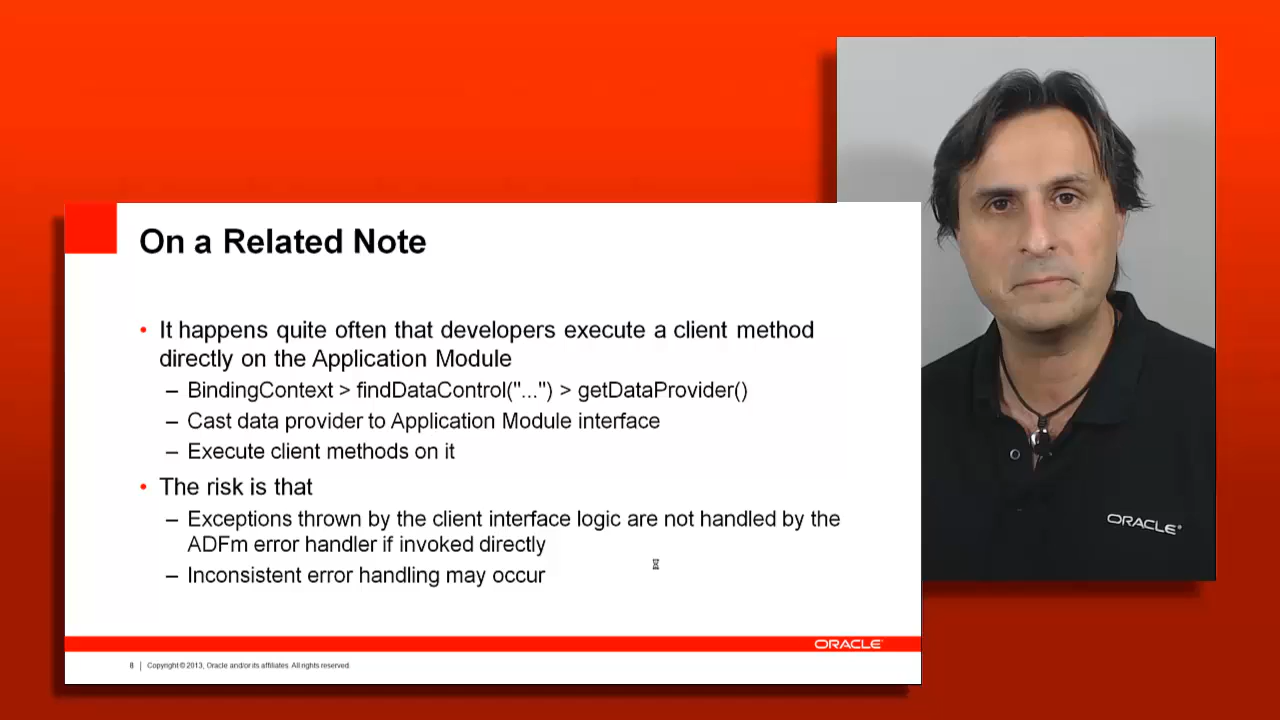 On a Related Note
• It happens quite often that developers execute a client method
directly on the Application Module
– BindingContext > findDataControl("...") > getDataProvider()
– Cast data provider to Application Module interface
– Execute client methods on it
• The risk is that
– Exceptions thrown by the client interface logic are not handled by the
ADFm error handler if invoked directly
– Inconsistent error handling may occur
ORACLE
8 | Copyright © 2013, Oracle and/or its affiliates. All rights reserved.
ORACLE®